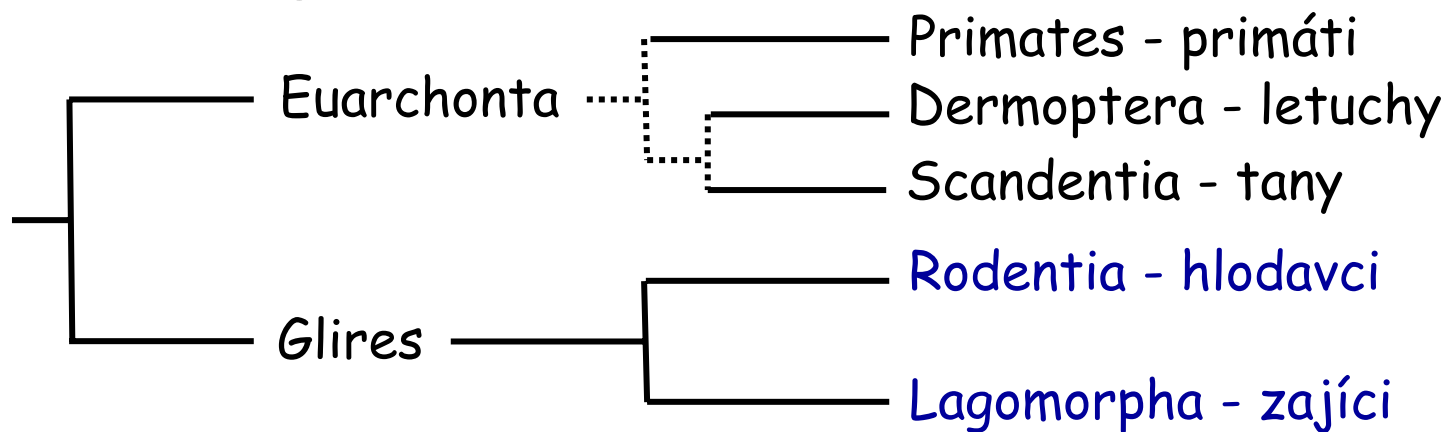 Primates - primáti
Euarchonta
Dermoptera - letuchy
Scandentia - tany
Rodentia - hlodavci
Glires
Lagomorpha - zajíci